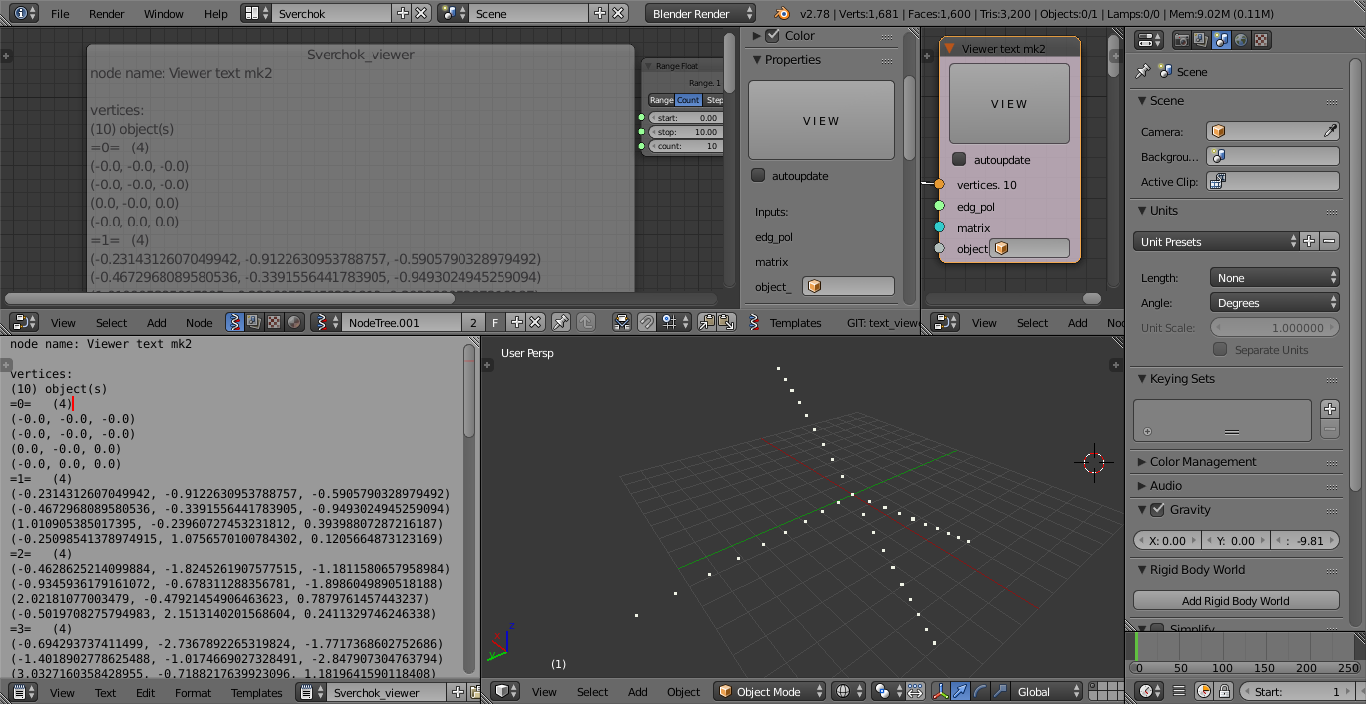 File Render Window Help Sverchok Scene Blender Render v2.78 | Verts:1,681 | Faces:1,600 | Tris:3,200 | Objects:0/1 | Lamps:0/0 | Mem:9.02M (0.11M)
Sverchok_viewer
node name: Viewer text mk2
vertices:
(10) object(s)
=0= (4)
(-0.0, -0.0, -0.0)
(-0.0, -0.0, -0.0)
(0.0, -0.0, 0.0)
(-0.0, 0.0, 0.0)
=1= (4)
(-0.2314312607049942, -0.9122630953788757, -0.5905790328979492)
(-0.4672968089580536, -0.3391556441783905, -0.9493024945259094)
Range Float
Range. 1
Range Count Step
start: 0.00
stop: 10.00
count: 10
Color
Properties
VIEW
autoupdate
Inputs:
edg_pol
matrix
object_
Viewer text mk2
VIEW
autoupdate
vertices. 10
edg_pol
matrix
object
View Select Add Node NodeTree.001 2 F Templates GIT: text_view
View Select Add No
node name: Viewer text mk2
vertices:
(10) object(s)
=0= (4)
(-0.0, -0.0, -0.0)
(-0.0, -0.0, -0.0)
(0.0, -0.0, 0.0)
(-0.0, 0.0, 0.0)
=1= (4)
(-0.2314312607049942, -0.9122630953788757, -0.5905790328979492)
(-0.4672968089580536, -0.3391556441783905, -0.9493024945259094)
(1.010905385017395, -0.23960727453231812, 0.39398807287216187)
(-0.25098541378974915, 1.0756570100784302, 0.1205664873123169)
=2= (4)
(-0.4628625214099884, -1.8245261907577515, -1.1811580657958984)
(-0.9345936179161072, -0.678311288356781, -1.8986049890518188)
(2.02181077003479, -0.47921454906463623, 0.7879761457443237)
(-0.5019708275794983, 2.1513140201568604, 0.2411329746246338)
=3= (4)
(-0.694293737411499, -2.7367892265319824, -1.7717368602752686)
(-1.4018902778625488, -1.0174669027328491, -2.847907304763794)
(3.0327160358428955, -0.7188217639923096, 1.1819641590118408)
View Text Edit Format Templates Sverchok_viewer
User Persp
z
x
y
(1)
View Select Add Object Object Mode Global
Scene
Scene
Camera:
Backgrou...
Active Clip:
Units
Unit Presets
Length: None
Angle: Degrees
Unit Scale: 1.000000
Separate Units
Keying Sets
Color Management
Audio
Gravity
X: 0.00 Y: 0.00 : -9.81
Rigid Body World
Add Rigid Body World
Simplify
0 50 100 150 200 250
Start: 1